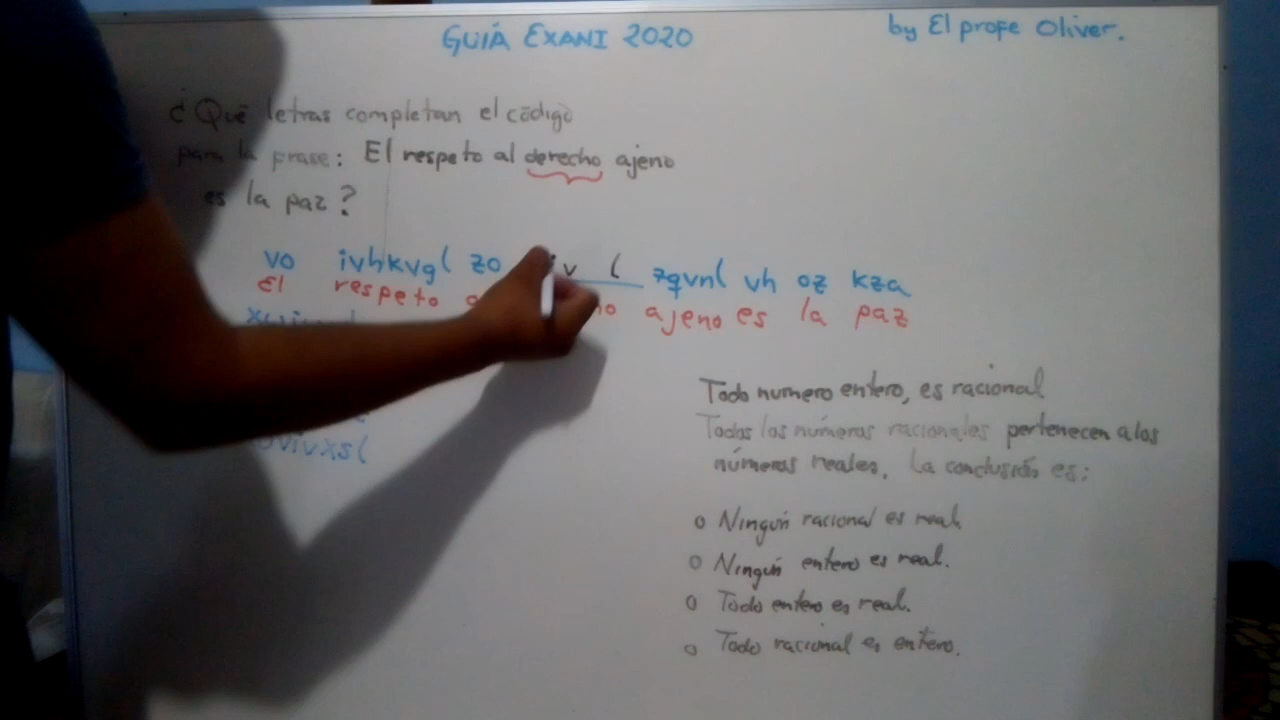 GUIÁ EXANI 2020
by El profe Oliver.
¿Qué letras completan el código
para la frase: El respeto al derecho ajeno
es la paz?
vo ivhkvg( zo iv ( zqvn( vh oz kza
El respeto a ho ajeno es la paz
Todo numero entero, es racional
Todos los números racionales pertenecen a los
números reales. La conclusión es:
o Ningún racional es real.
o Ningún entero es real.
o Todo entero es real.
o Todo racional es entero.